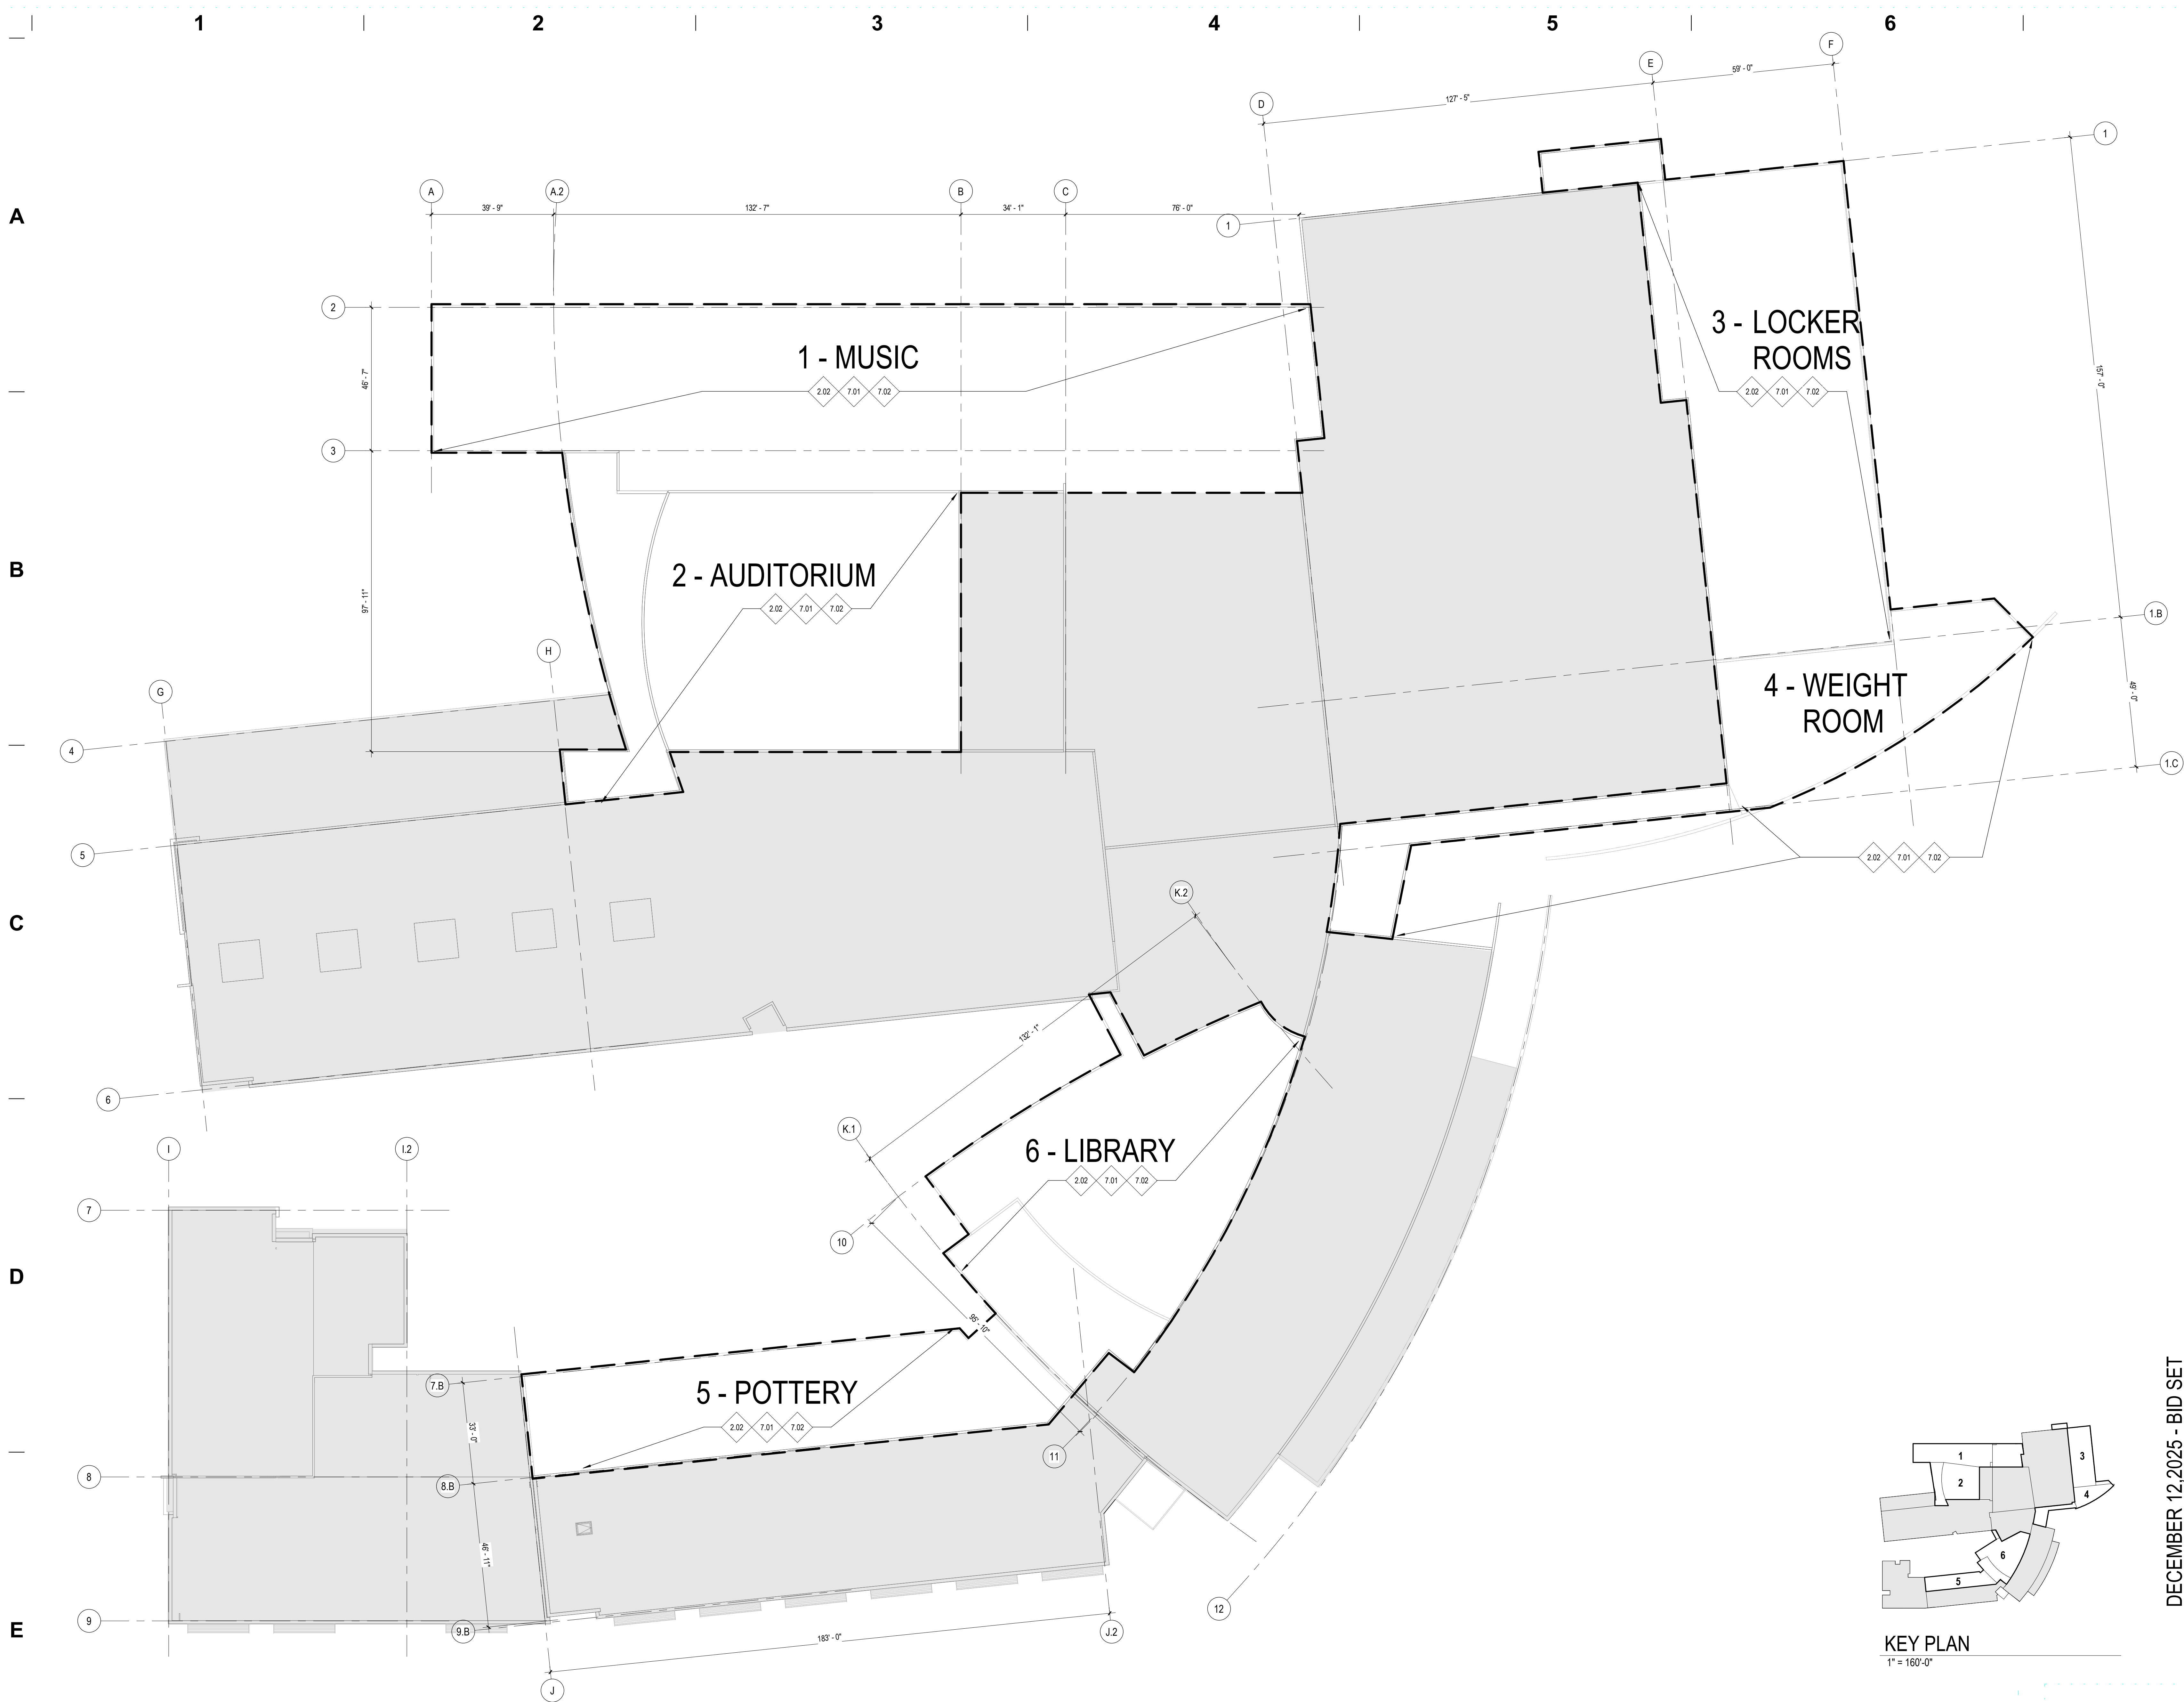 1 2 3 4 5 6
A
B
C
D
E
F
E
D
59' - 0"
127' - 5"
1
A
A.2
B
C
39' - 9"
132' - 7"
34' - 1"
76' - 0"
1
2
46' - 7"
3
97' - 11"
157' - 0"
1 - MUSIC
2.02 7.01 7.02
3 - LOCKER
ROOMS
2.02 7.01 7.02
2 - AUDITORIUM
2.02 7.01 7.02
1.B
H
G
4
49' - 0"
4 - WEIGHT
ROOM
1.C
5
2.02 7.01 7.02
K.2
132' - 1"
6
K.1
I
I.2
6 - LIBRARY
2.02 7.01 7.02
7
10
95' - 10"
7.B
5 - POTTERY
2.02 7.01 7.02
33' - 0"
11
8
8.B
46' - 11"
9
9.B
12
J.2
183' - 0"
J
1
2
3
4
5
6
KEY PLAN
1" = 160'-0"
DECEMBER 12,2025 - BID SET